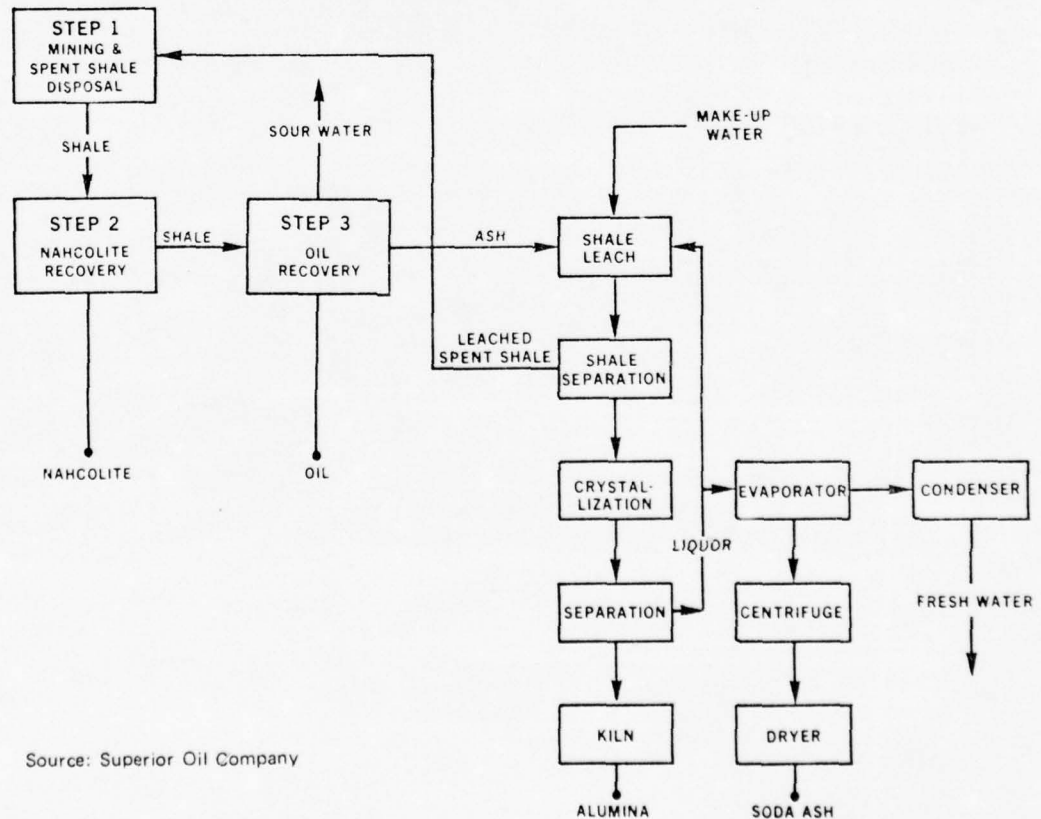 STEP 1
MINING &
SPENT SHALE
DISPOSAL
SHALE
SOUR WATER
MAKE-UP
WATER
STEP 2
NAHCOLITE
RECOVERY
SHALE
STEP 3
OIL
RECOVERY
ASH
SHALE
LEACH
LEACHED
SPENT SHALE
SHALE
SEPARATION
NAHCOLITE
OIL
CRYSTAL-
LIZATION
EVAPORATOR
CONDENSER
LIQUOR
SEPARATION
CENTRIFUGE
FRESH WATER
KILN
DRYER
Source: Superior Oil Company
ALUMINA
SODA ASH